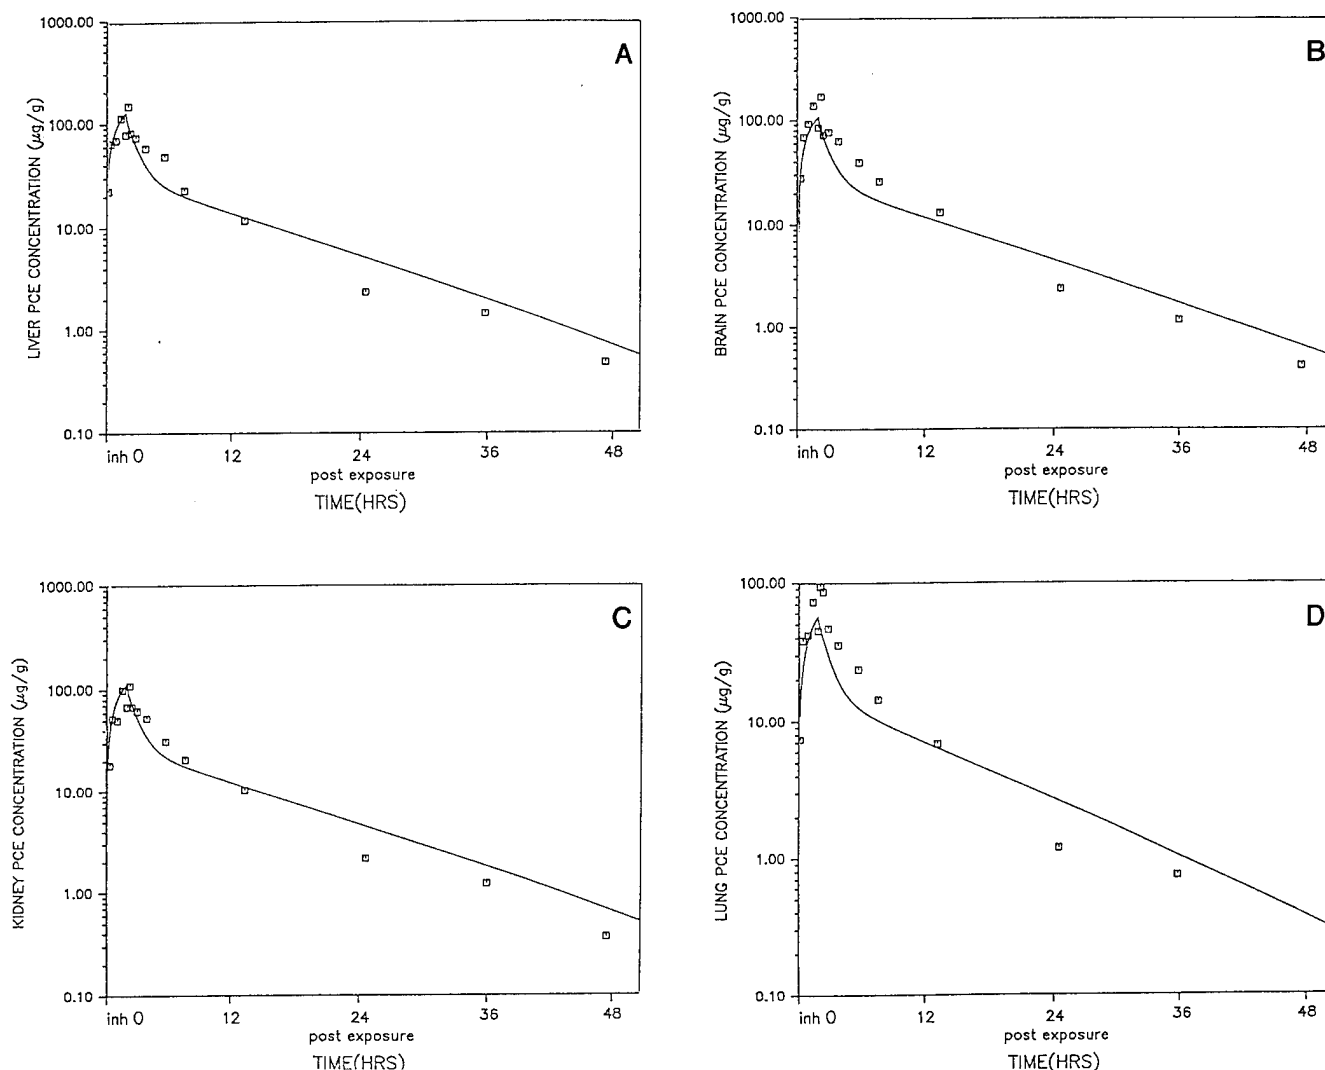 A
LIVER PCE CONCENTRATION (µg/g)
1000.00
100.00
10.00
1.00
0.10
inh 0 12 24 36 48
post exposure
TIME(HRS)
B
BRAIN PCE CONCENTRATION (µg/g)
1000.00
100.00
10.00
1.00
0.10
inh 0 12 24 36 48
post exposure
TIME(HRS)
C
KIDNEY PCE CONCENTRATION (µg/g)
1000.00
100.00
10.00
1.00
0.10
inh 0 12 24 36 48
post exposure
TIME(HRS)
D
LUNG PCE CONCENTRATION (µg/g)
100.00
10.00
1.00
0.10
inh 0 12 24 36 48
post exposure
TIME(HRS)